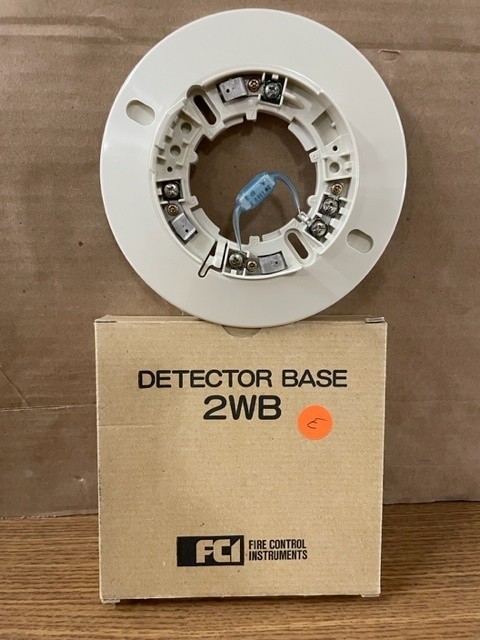 DETECTOR BASE
2WB
FCI FIRE CONTROL
INSTRUMENTS